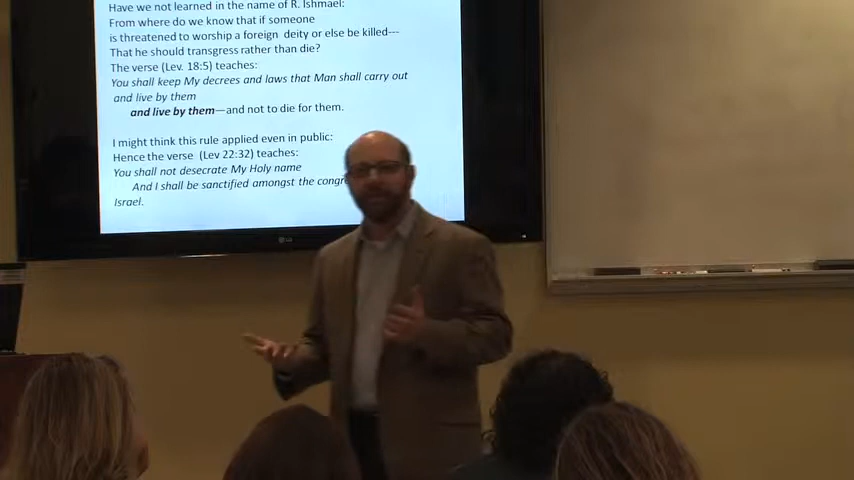 Have we not learned in the name of R. Ishmael:
From where do we know that if someone
is threatened to worship a foreign deity or else be killed---
That he should transgress rather than die?
The verse (Lev. 18:5) teaches:
You shall keep My decrees and laws that Man shall carry out
and live by them
and live by them—and not to die for them.
I might think this rule applied even in public:
Hence the verse (Lev 22:32) teaches:
You shall not desecrate My Holy name
And I shall be sanctified amongst the
Israel.
LG